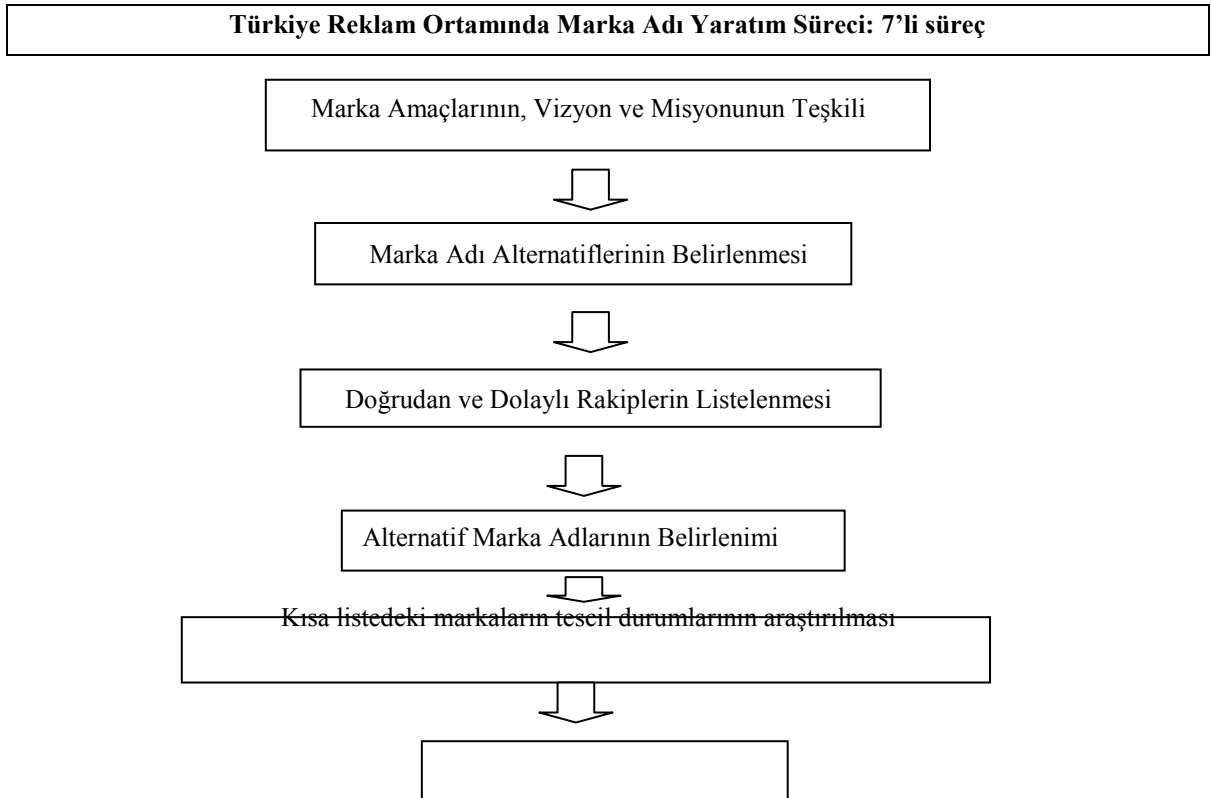 Türkiye Reklam Ortamında Marka Adı Yaratım Süreci: 7’li süreç
Marka Amaçlarının, Vizyon ve Misyonunun Teşkili
Marka Adı Alternatiflerinin Belirlenmesi
Doğrudan ve Dolaylı Rakiplerin Listelenmesi
Alternatif Marka Adlarının Belirlenimi
Kısa listedeki markaların tescil durumlarının araştırılması